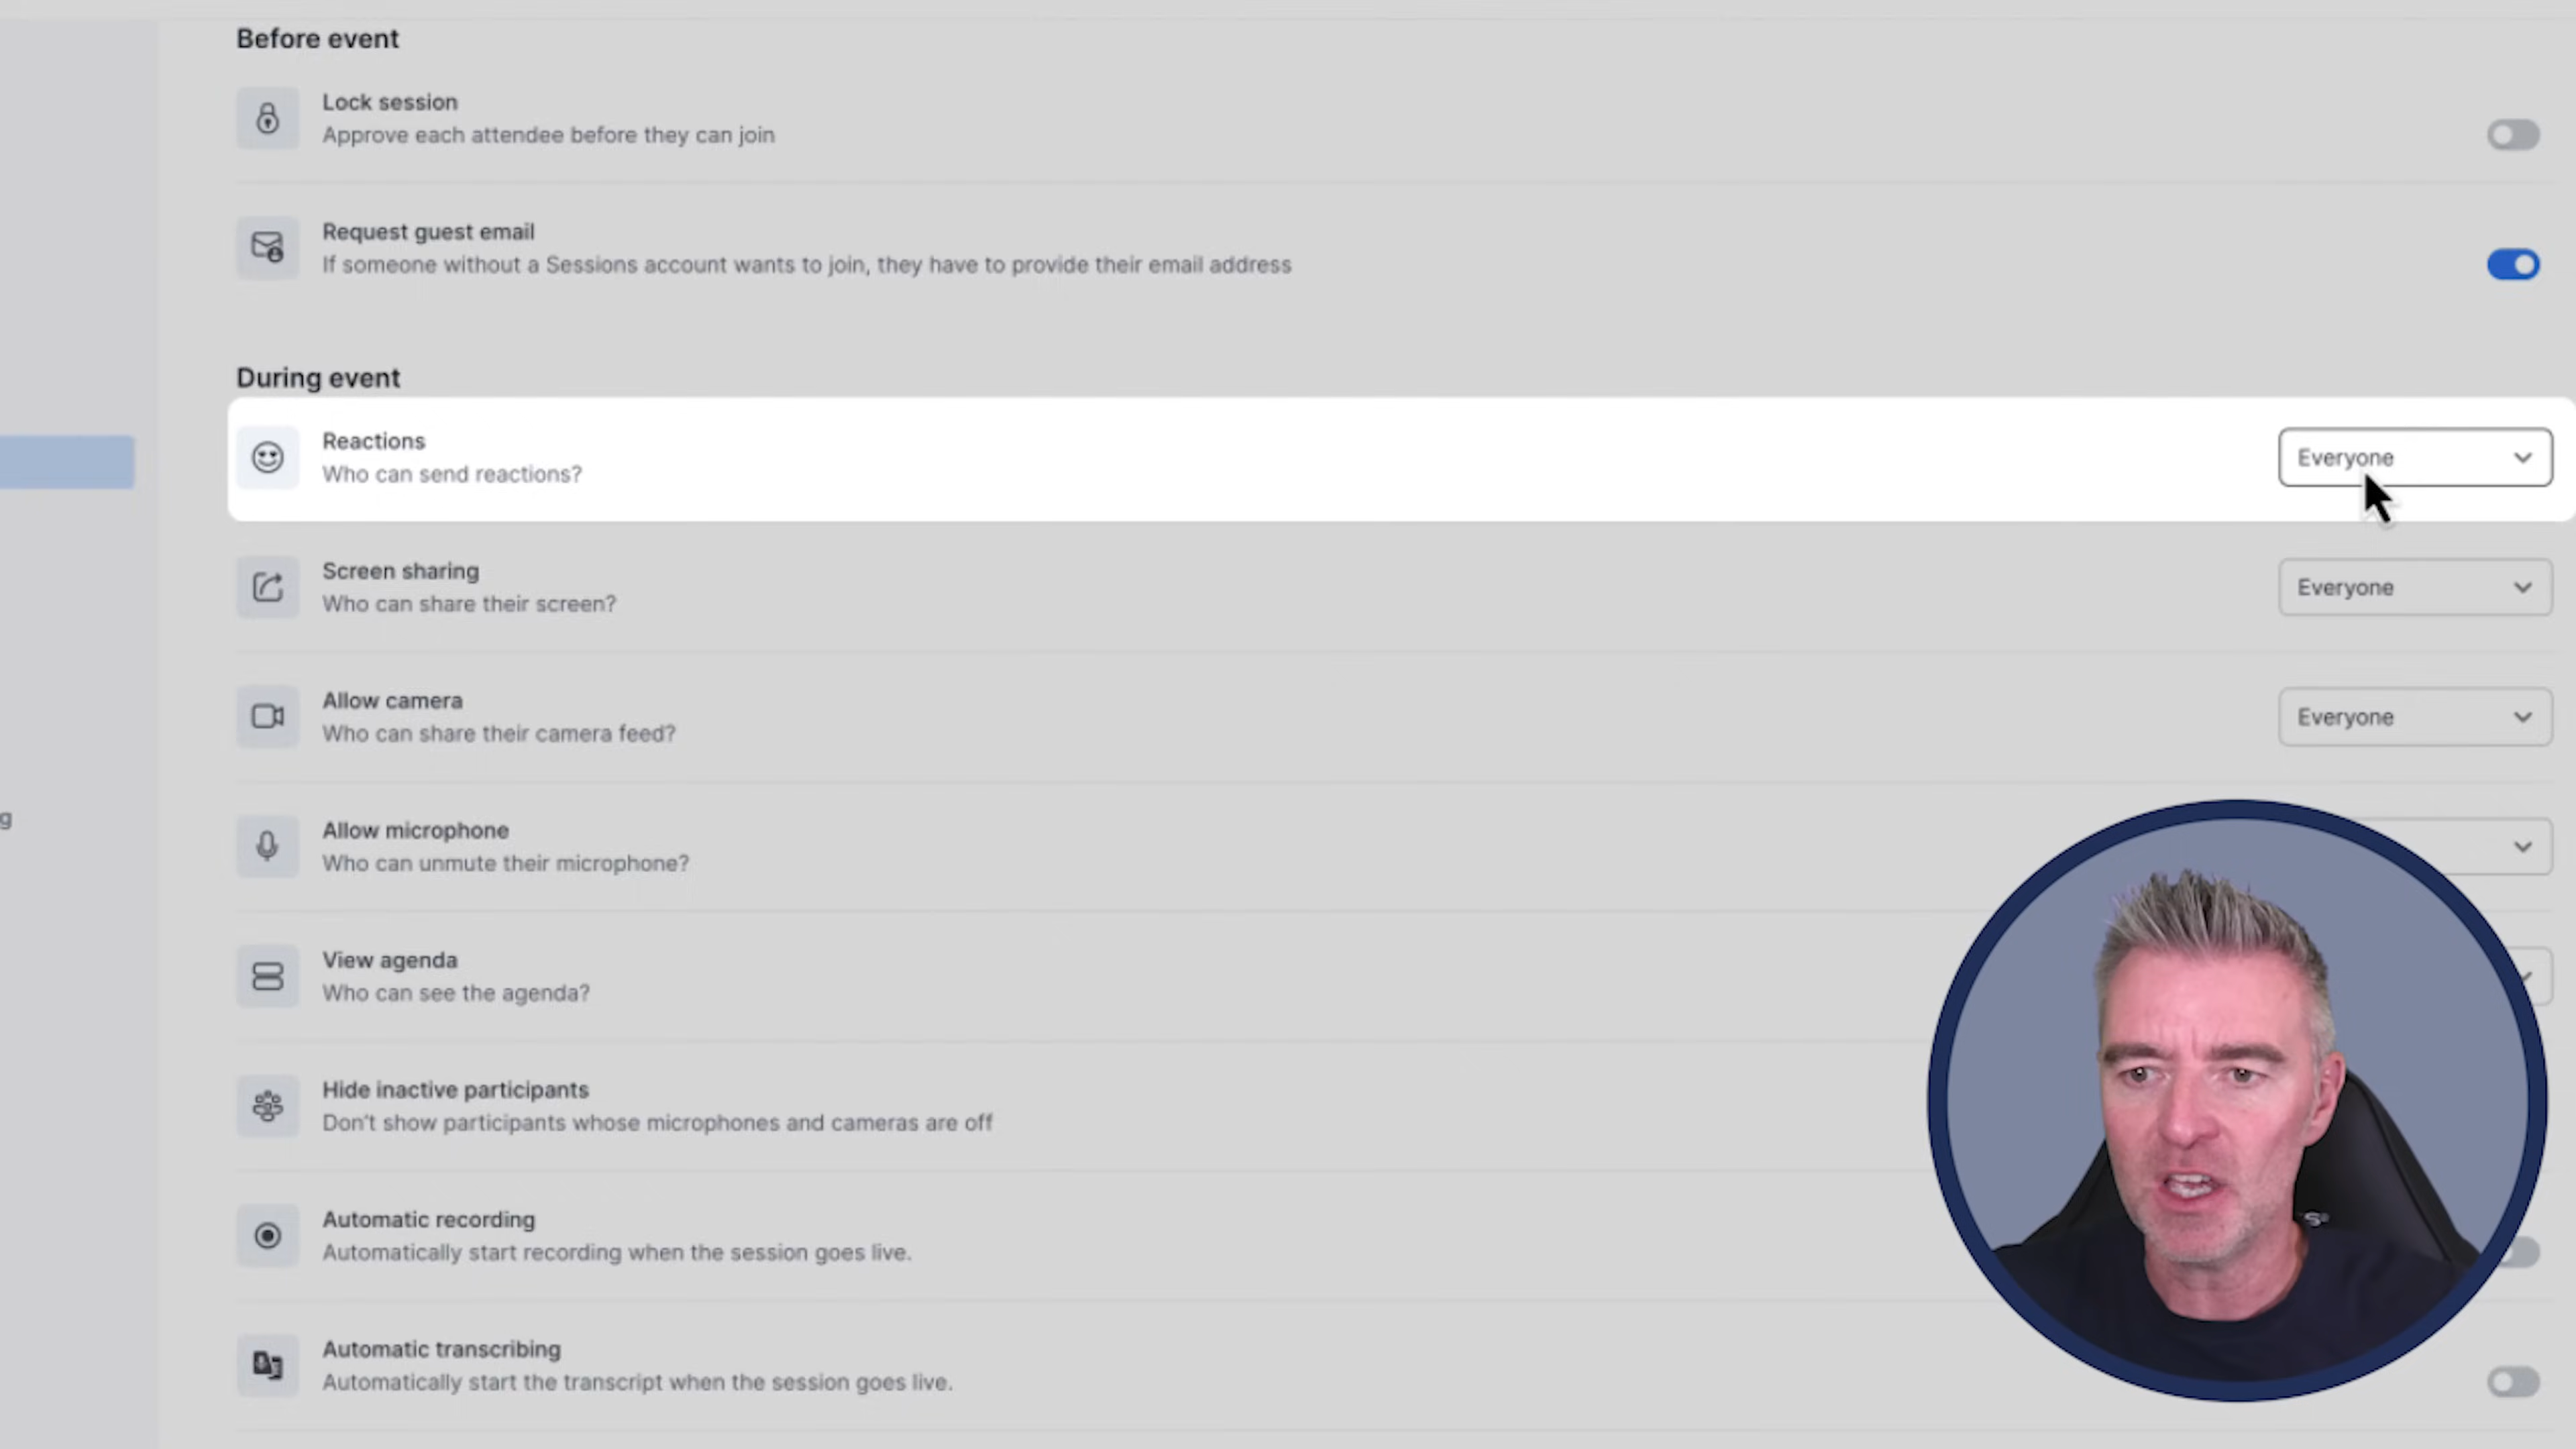 Before event
Lock session
Approve each attendee before they can join
Request guest email
If someone without a Sessions account wants to join, they have to provide their email address
During event
Reactions
Who can send reactions?
Everyone
Screen sharing
Who can share their screen?
Everyone
Allow camera
Who can share their camera feed?
Everyone
g
Allow microphone
Who can unmute their microphone?
View agenda
Who can see the agenda?
Hide inactive participants
Don't show participants whose microphones and cameras are off
Automatic recording
Automatically start recording when the session goes live.
Automatic transcribing
Automatically start the transcript when the session goes live.